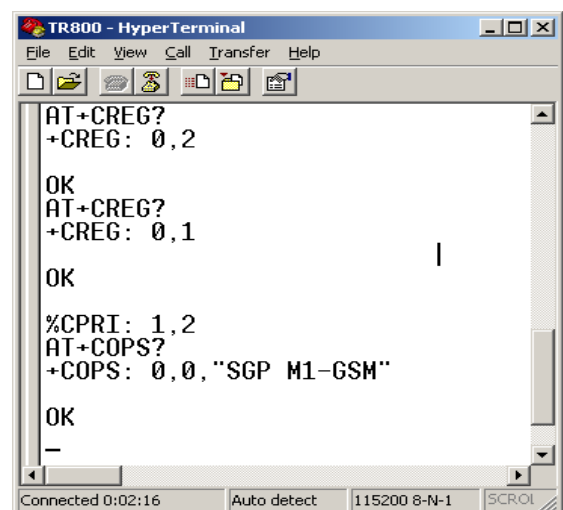 TR800 - HyperTerminal
File Edit View Call Transfer Help
AT+CREG?
+CREG: 0,2
OK
AT+CREG?
+CREG: 0,1
OK
%CPRI: 1,2
AT+COPS?
+COPS: 0,0,"SGP M1-GSM"
OK
_
Connected 0:02:16 Auto detect 115200 8-N-1 SCROL